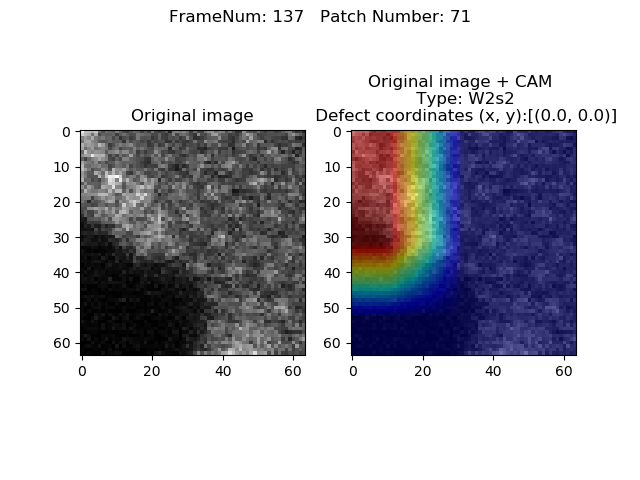 FrameNum: 137   Patch Number: 71
Original image
0
10
20
30
40
50
60
0 20 40 60
Original image + CAM
Type: W2s2
Defect coordinates (x, y):[(0.0, 0.0)]
0
10
20
30
40
50
60
0 20 40 60